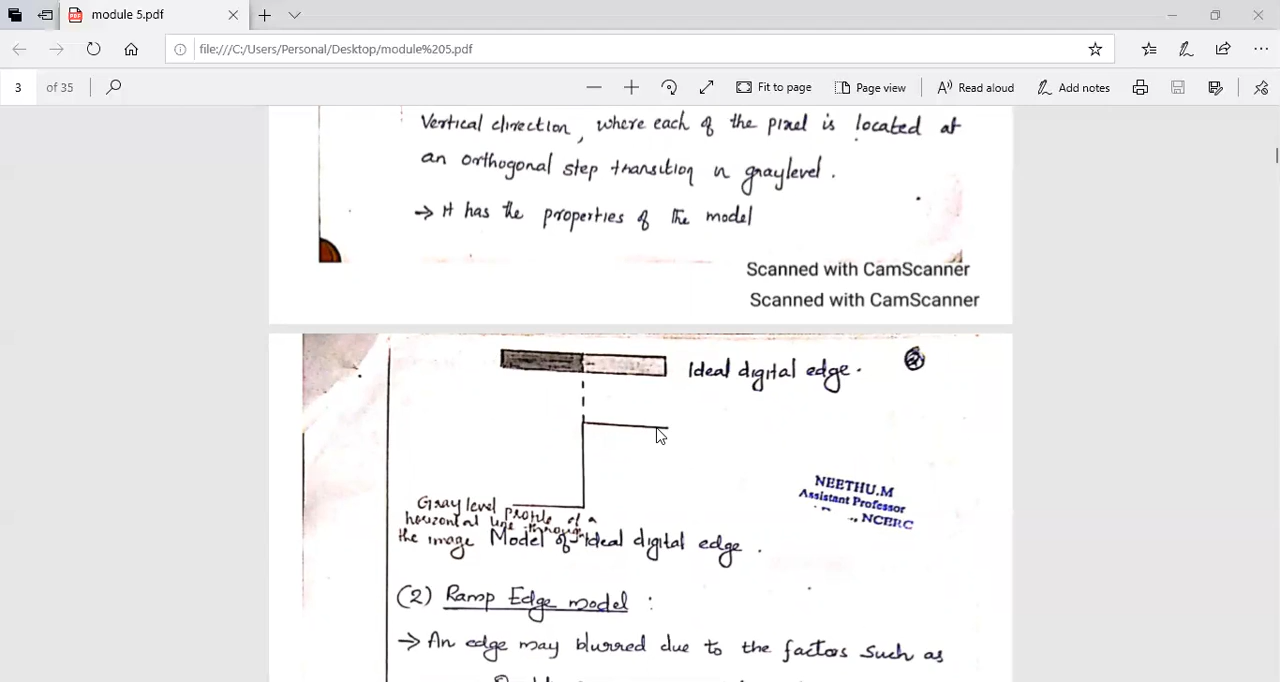 module 5.pdf
file:///C:/Users/Personal/Desktop/module%205.pdf
3 of 35
Fit to page
Page view
Read aloud
Add notes
Vertical direction, where each of the pixel is located at
an orthogonal step transition in graylevel.
→ It has the properties of the model
Scanned with CamScanner
Scanned with CamScanner
Ideal digital edge.
2
NEETHU.M
Assistant Professor
NCERC
Gray level profile of a
horizontal line through
the image Model of Ideal digital edge.
(2) Ramp Edge model :
→ An edge may blurred due to the factors such as